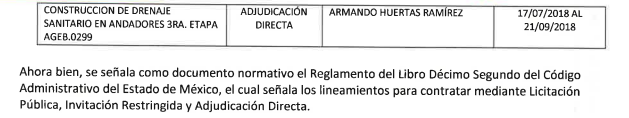 CONSTRUCCION DE DRENAJE
SANITARIO EN ANDADORES 3RA. ETAPA
AGEB.0299
ADJUDICACIÓN
DIRECTA
ARMANDO HUERTAS RAMÍREZ
17/07/2018 AL
21/09/2018
Ahora bien, se señala como documento normativo el Reglamento del Libro Décimo Segundo del Código
Administrativo del Estado de México, el cual señala los lineamientos para contratar mediante Licitación
Pública, Invitación Restringida y Adjudicación Directa.